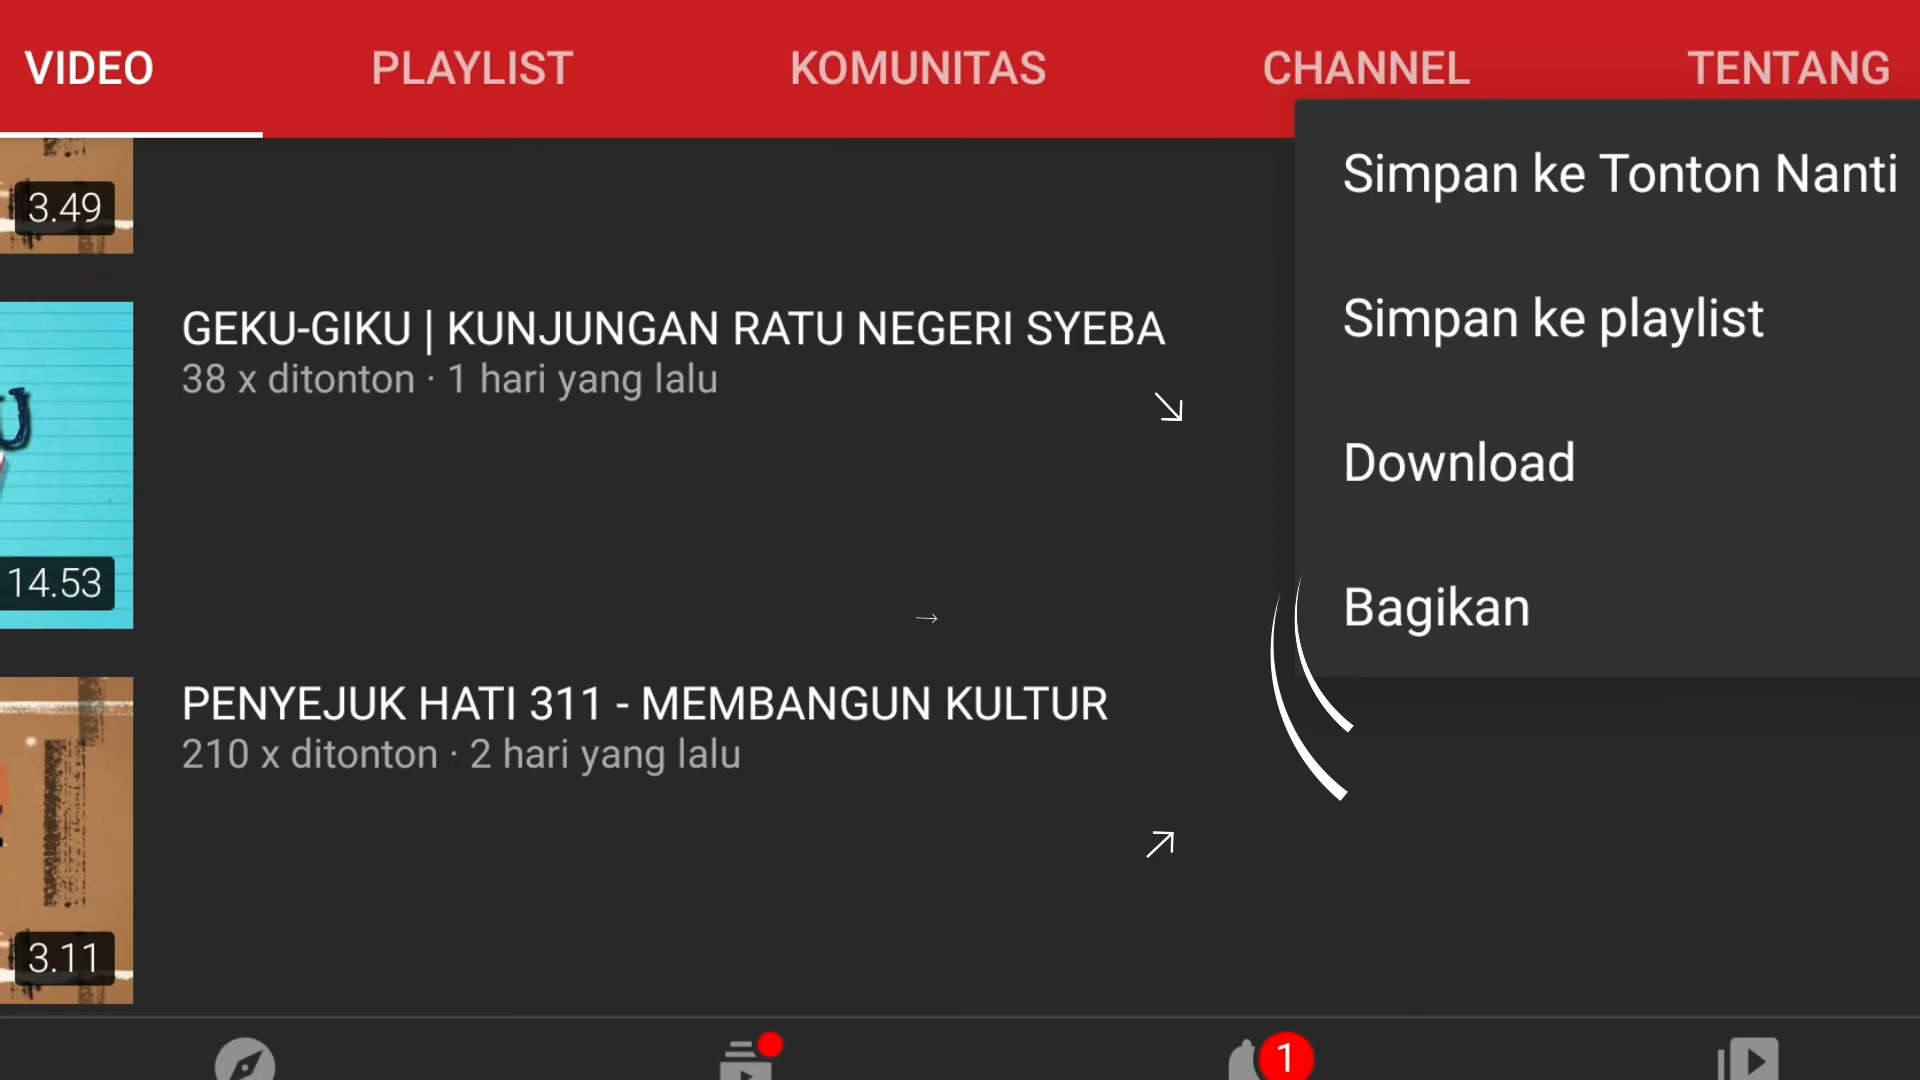 VIDEO PLAYLIST KOMUNITAS CHANNEL TENTANG
3.49
GEKU-GIKU | KUNJUNGAN RATU NEGERI SYEBA
38 x ditonton · 1 hari yang lalu
14.53
PENYEJUK HATI 311 - MEMBANGUN KULTUR
210 x ditonton · 2 hari yang lalu
3.11
Simpan ke Tonton Nanti
Simpan ke playlist
Download
Bagikan
1